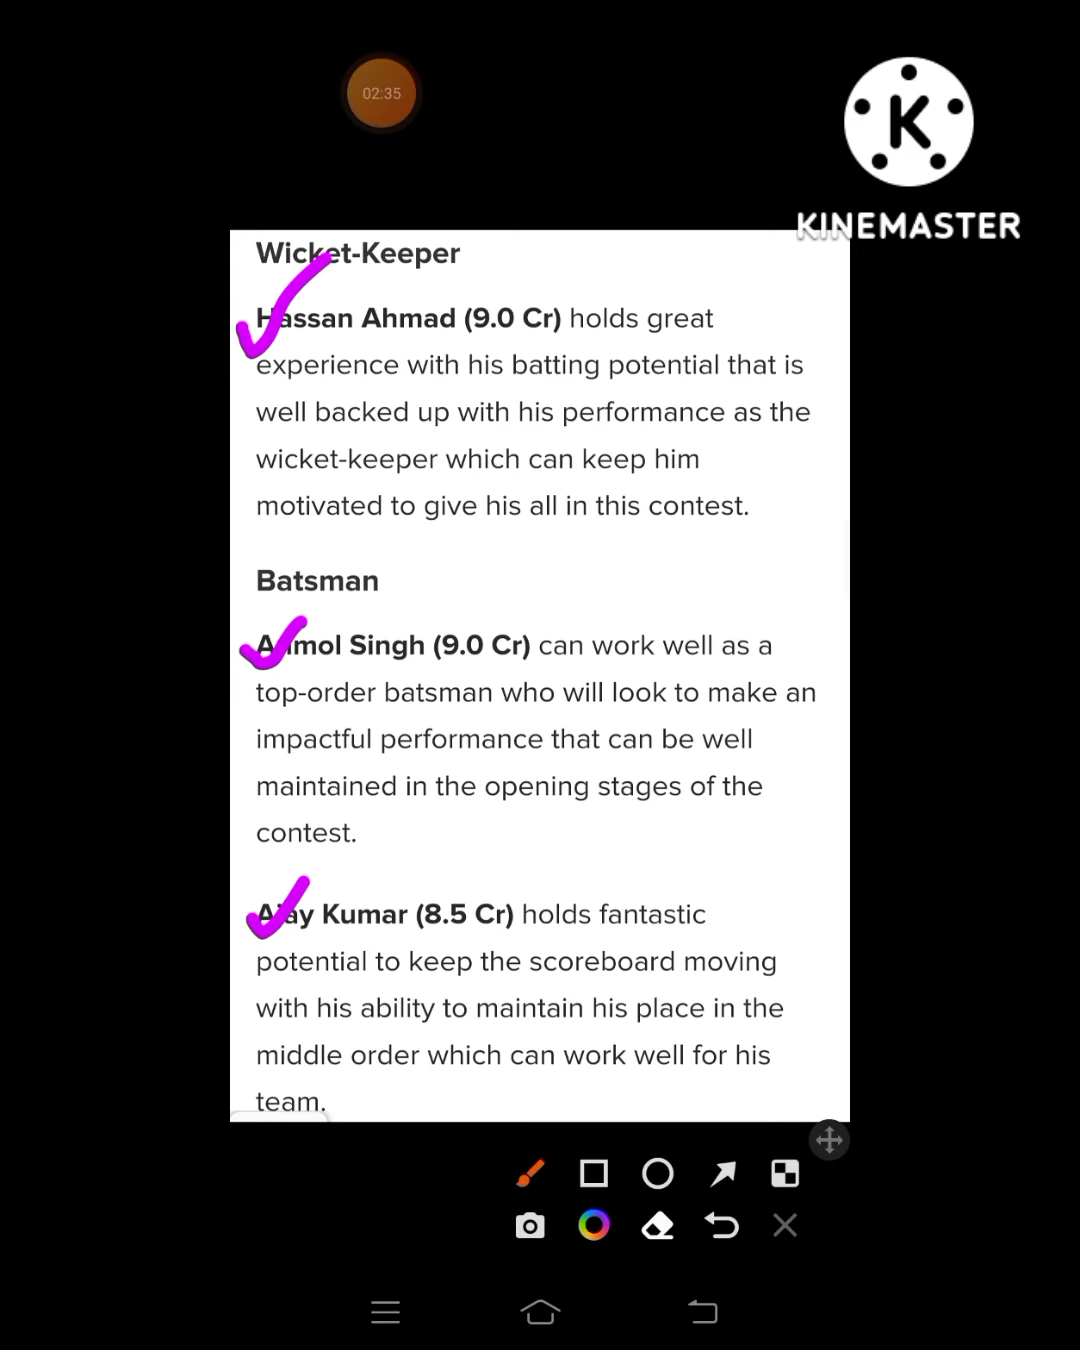 02:35
K
KINEMASTER
Wicket-Keeper
Hassan Ahmad (9.0 Cr) holds great
experience with his batting potential that is
well backed up with his performance as the
wicket-keeper which can keep him
motivated to give his all in this contest.
Batsman
Anmol Singh (9.0 Cr) can work well as a
top-order batsman who will look to make an
impactful performance that can be well
maintained in the opening stages of the
contest.
Ajay Kumar (8.5 Cr) holds fantastic
potential to keep the scoreboard moving
with his ability to maintain his place in the
middle order which can work well for his
team.